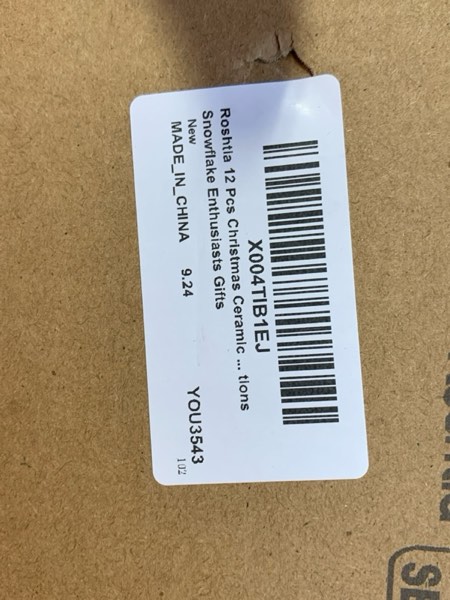 X004TIB1EJ
Roshtia 12 Pcs Christmas Ceramic ... tions
Snowflake Enthusiasts Gifts
New
MADE_IN_CHINA 9.24 YOU3543
102